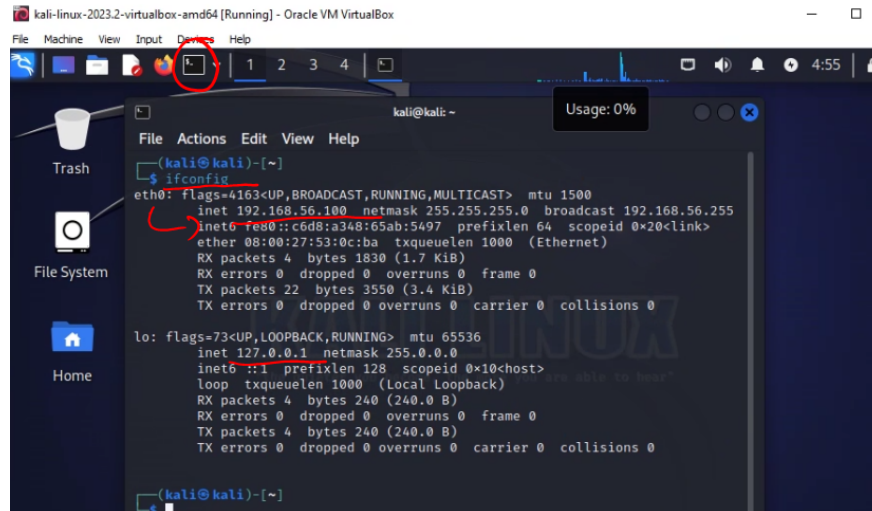 kali-linux-2023.2-virtualbox-amd64 [Running] - Oracle VM VirtualBox
File Machine View Input Devices Help
1 2 3 4
4:55
kali@kali: ~
Usage: 0%
File Actions Edit View Help
Trash
File System
Home
┌──(kali㉿kali)-[~]
└─$ ifconfig
eth0: flags=4163<UP,BROADCAST,RUNNING,MULTICAST> mtu 1500
inet 192.168.56.100 netmask 255.255.255.0 broadcast 192.168.56.255
inet6 fe80::c6d8:a348:65ab:5497 prefixlen 64 scopeid 0×20<link>
ether 08:00:27:53:0c:ba txqueuelen 1000 (Ethernet)
RX packets 4 bytes 1830 (1.7 KiB)
RX errors 0 dropped 0 overruns 0 frame 0
TX packets 22 bytes 3550 (3.4 KiB)
TX errors 0 dropped 0 overruns 0 carrier 0 collisions 0
lo: flags=73<UP,LOOPBACK,RUNNING> mtu 65536
inet 127.0.0.1 netmask 255.0.0.0
inet6 ::1 prefixlen 128 scopeid 0×10<host>
loop txqueuelen 1000 (Local Loopback)
RX packets 4 bytes 240 (240.0 B)
RX errors 0 dropped 0 overruns 0 frame 0
TX packets 4 bytes 240 (240.0 B)
TX errors 0 dropped 0 overruns 0 carrier 0 collisions 0
┌──(kali㉿kali)-[~]
└─$